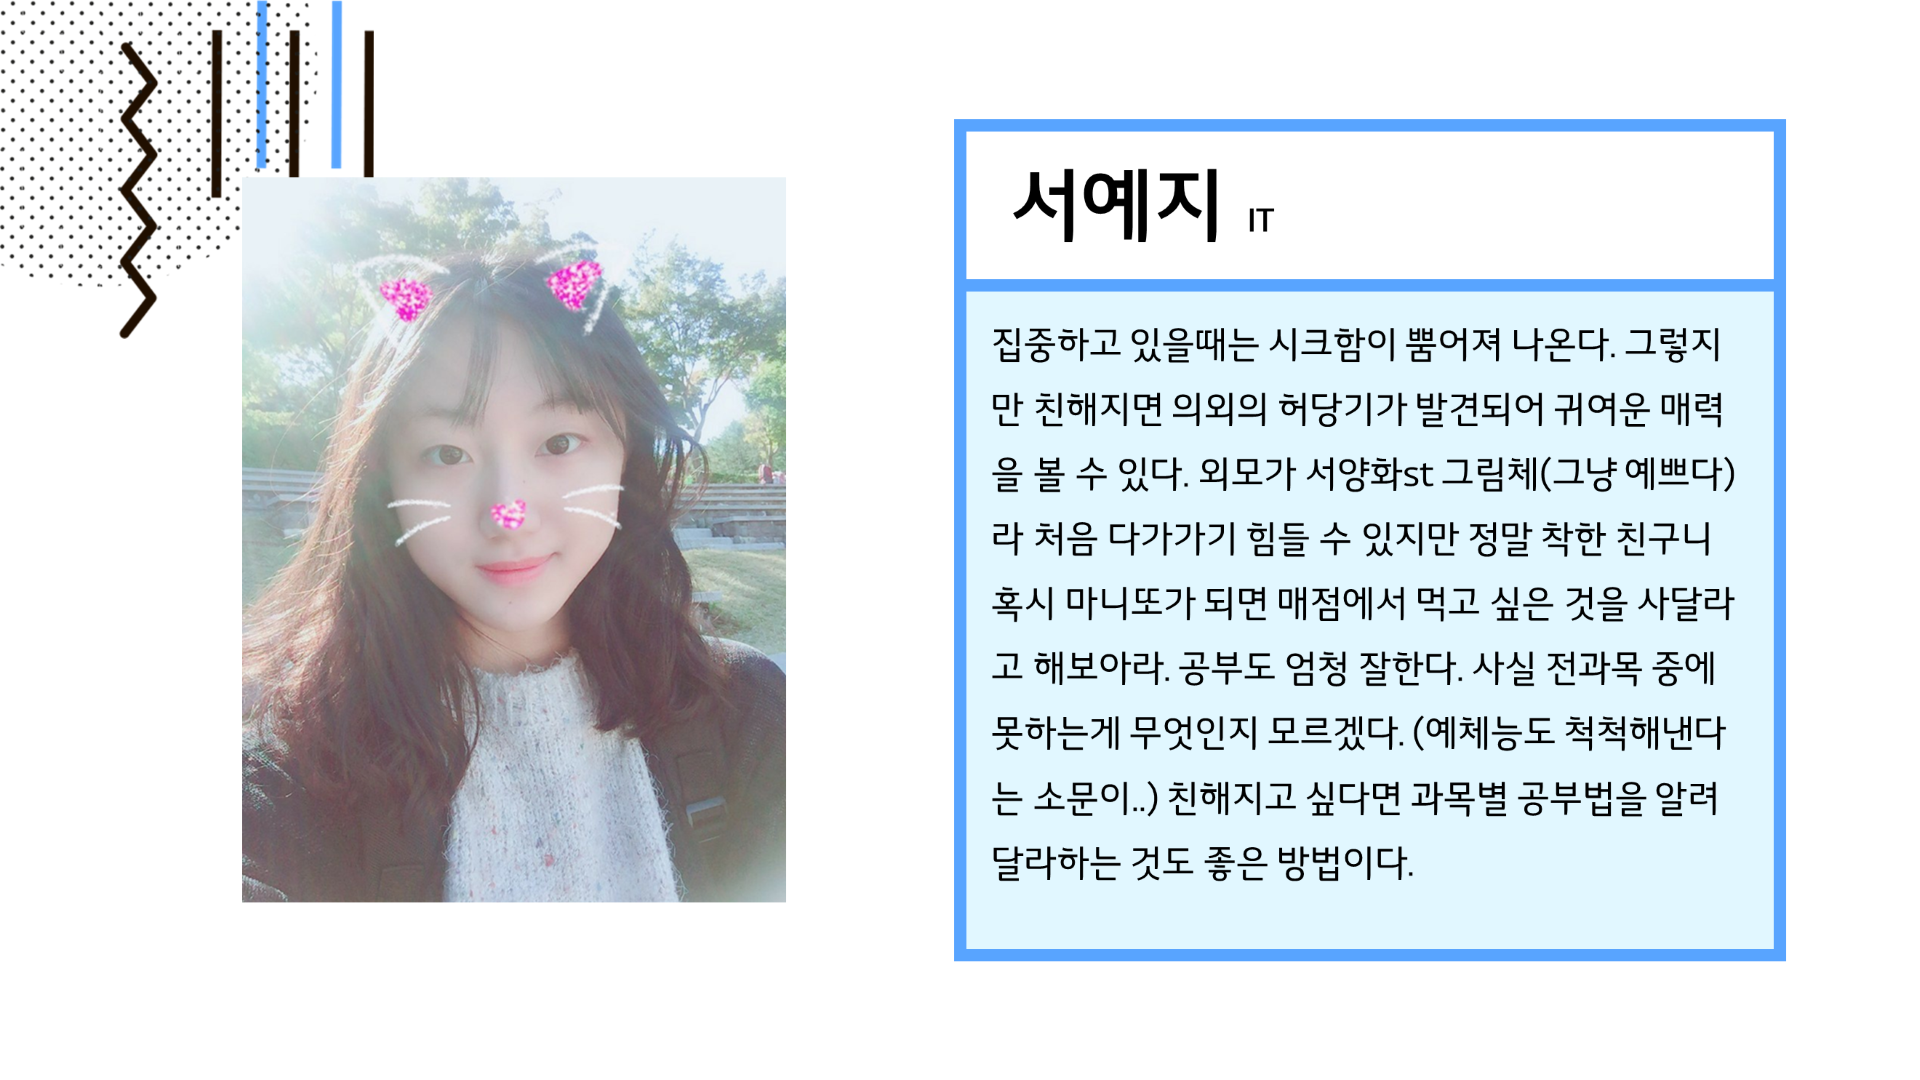 서예지 IT
집중하고 있을때는 시크함이 뿜어져 나온다. 그렇지
만 친해지면 의외의 허당기가 발견되어 귀여운 매력
을 볼 수 있다. 외모가 서양화st 그림체(그냥 예쁘다)
라 처음 다가가기 힘들 수 있지만 정말 착한 친구니
혹시 마니또가 되면 매점에서 먹고 싶은 것을 사달라
고 해보아라. 공부도 엄청 잘한다. 사실 전과목 중에
못하는게 무엇인지 모르겠다. (예체능도 척척해낸다
는 소문이..) 친해지고 싶다면 과목별 공부법을 알려
달라하는 것도 좋은 방법이다.